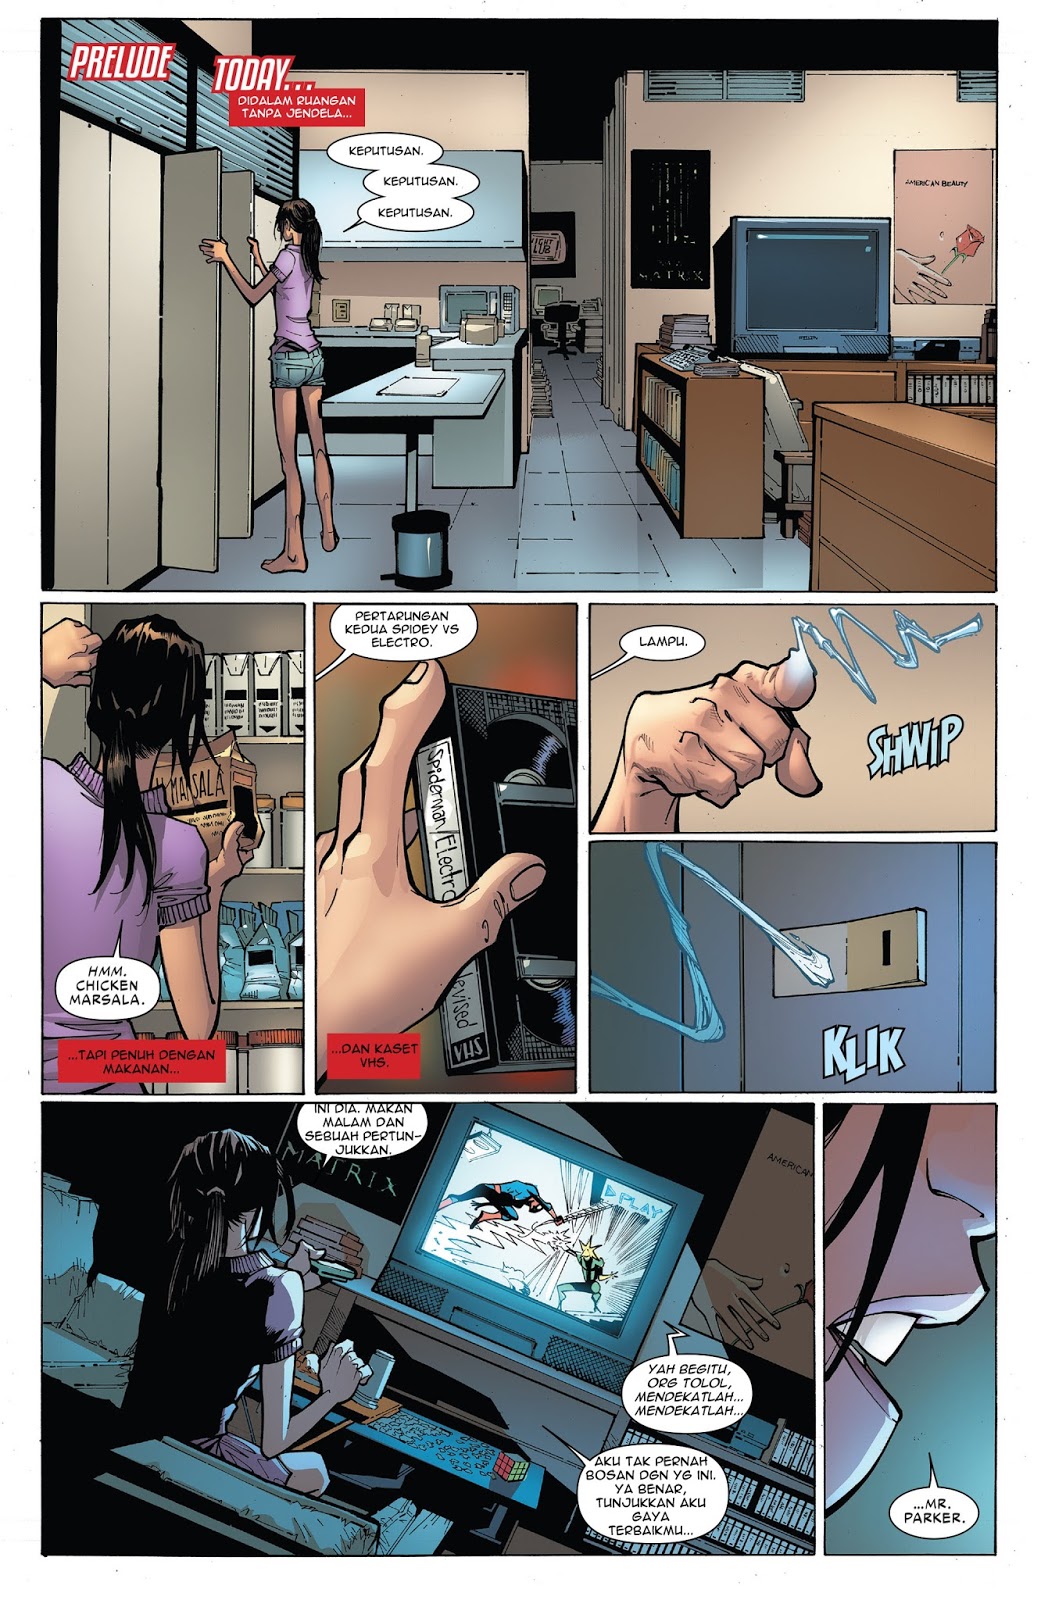 PRELUDE
TODAY...
DIDALAM RUANGAN
TANPA JENDELA...
KEPUTUSAN.
KEPUTUSAN.
KEPUTUSAN.
MATRIX
AMERICAN BEAUTY
MARSALA
HMM.
CHICKEN
MARSALA.
...TAPI PENUH DENGAN
MAKANAN...
PERTARUNGAN
KEDUA SPIDEY VS
ELECTRO.
Spiderman/Electro
VHS
...DAN KASET
VHS.
LAMPU.
SHWIP
KLIK
INI DIA. MAKAN
MALAM DAN
SEBUAH PERTUN-
JUKKAN.
MATRIX
PLAY
AMERICAN
YAH BEGITU,
ORG TOLOL,
MENDEKATLAH...
MENDEKATLAH...
AKU TAK PERNAH
BOSAN DGN YG INI.
YA BENAR,
TUNJUKKAN AKU
GAYA
TERBAIKMU...
...MR.
PARKER.